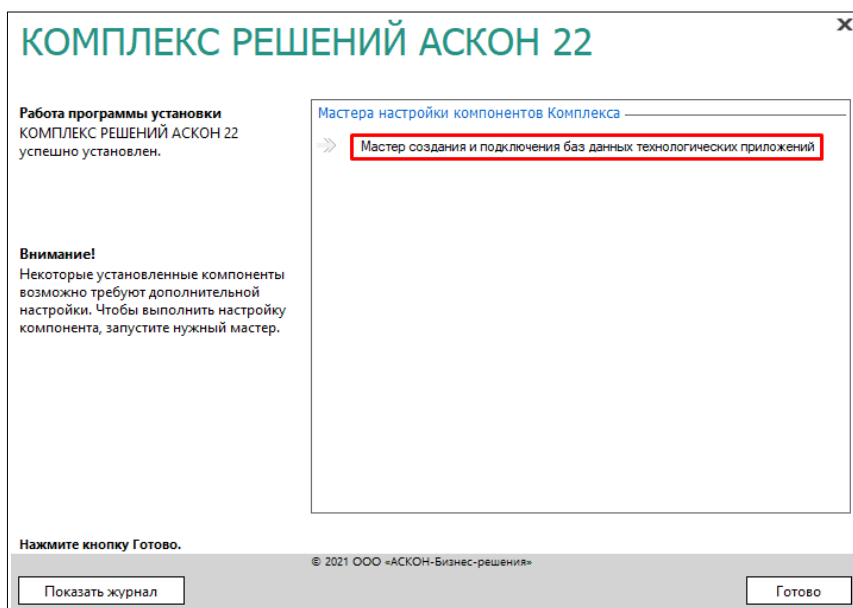 КОМПЛЕКС РЕШЕНИЙ АСКОН 22
x
Работа программы установки
КОМПЛЕКС РЕШЕНИЙ АСКОН 22
успешно установлен.
Внимание!
Некоторые установленные компоненты
возможно требуют дополнительной
настройки. Чтобы выполнить настройку
компонента, запустите нужный мастер.
Мастера настройки компонентов Комплекса
Мастер создания и подключения баз данных технологических приложений
Нажмите кнопку Готово.
© 2021 ООО «АСКОН-Бизнес-решения»
Показать журнал
Готово